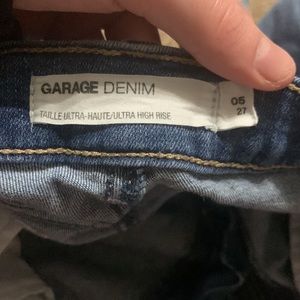 GARAGE DENIM
TAILLE ULTRA-HAUTE/ULTRA HIGH RISE
05
27